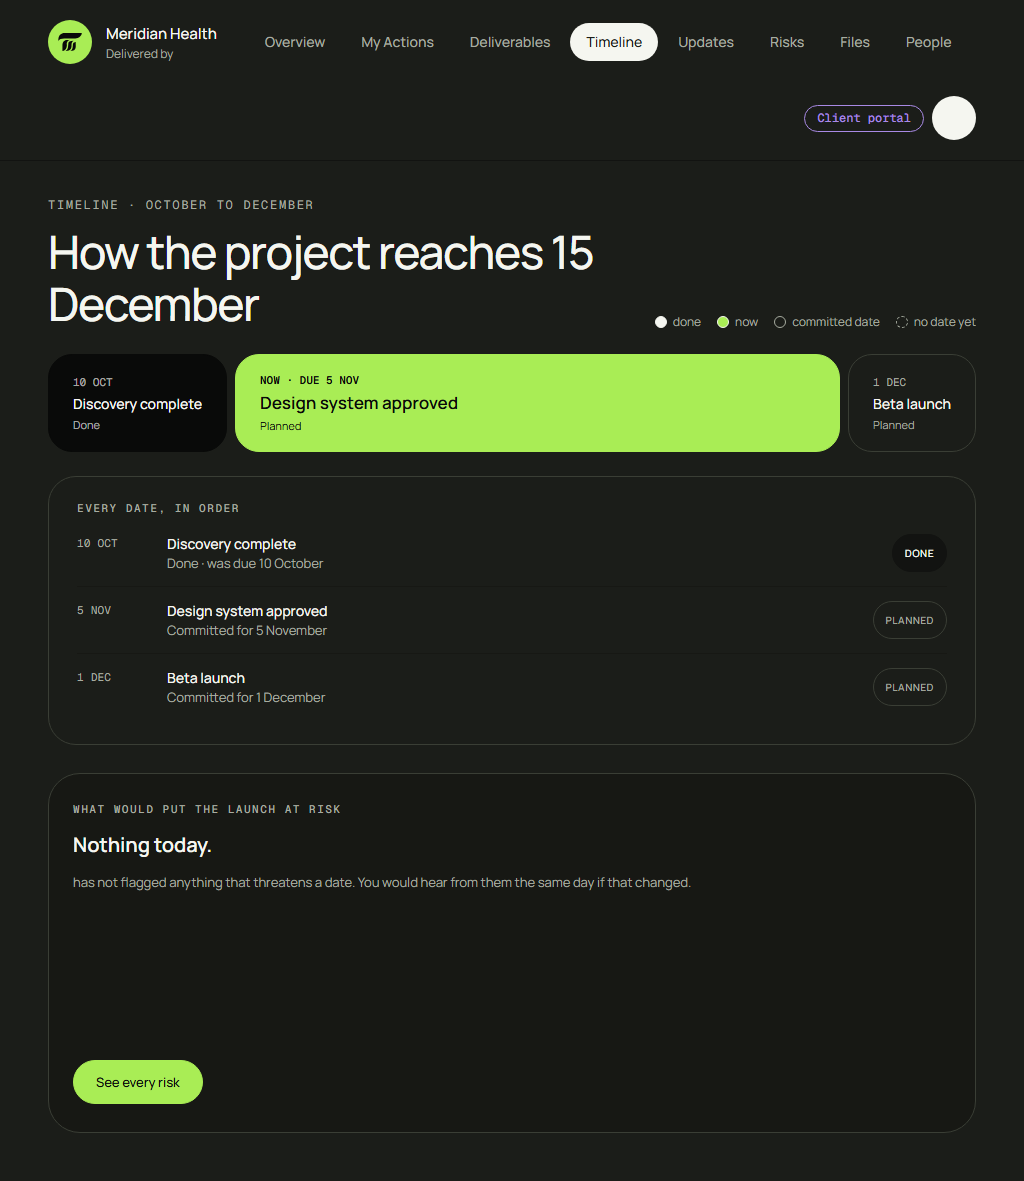 Meridian Health
Delivered by
Overview
My Actions
Deliverables
Timeline
Updates
Risks
Files
People
Client portal
TIMELINE · OCTOBER TO DECEMBER
How the project reaches 15
December
done
now
committed date
no date yet
10 OCT
Discovery complete
Done
NOW · DUE 5 NOV
Design system approved
Planned
1 DEC
Beta launch
Planned
EVERY DATE, IN ORDER
10 OCT
Discovery complete
Done · was due 10 October
DONE
5 NOV
Design system approved
Committed for 5 November
PLANNED
1 DEC
Beta launch
Committed for 1 December
PLANNED
WHAT WOULD PUT THE LAUNCH AT RISK
Nothing today.
has not flagged anything that threatens a date. You would hear from them the same day if that changed.
See every risk